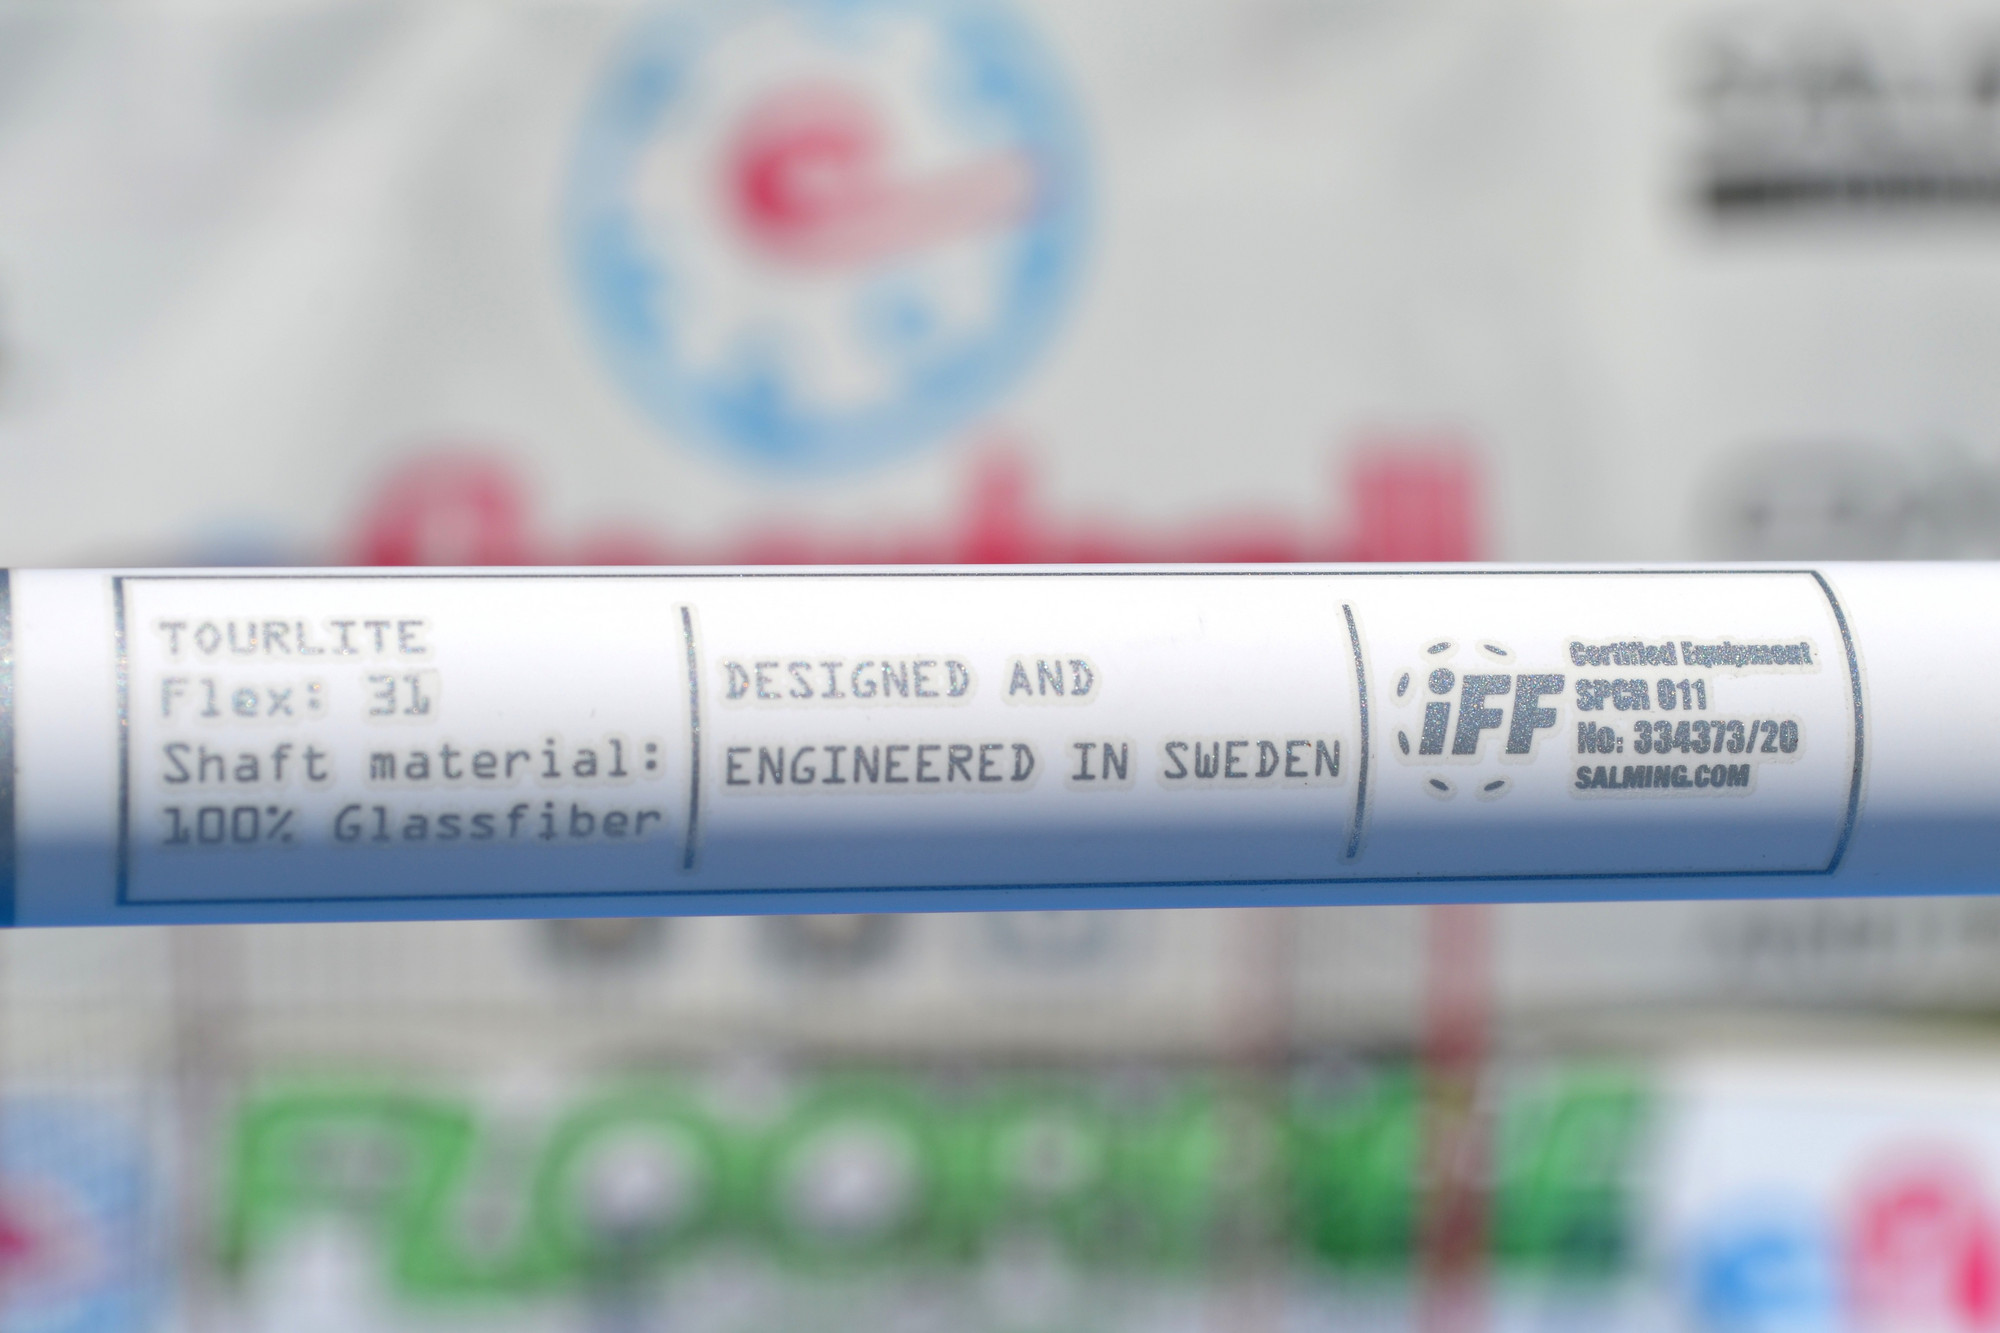 TOURLITE
Flex: 31
Shaft material:
100% Glassfiber
DESIGNED AND
ENGINEERED IN SWEDEN
iFF
Certified Equipment
SPCR 011
No: 334373/20
SALMING.COM